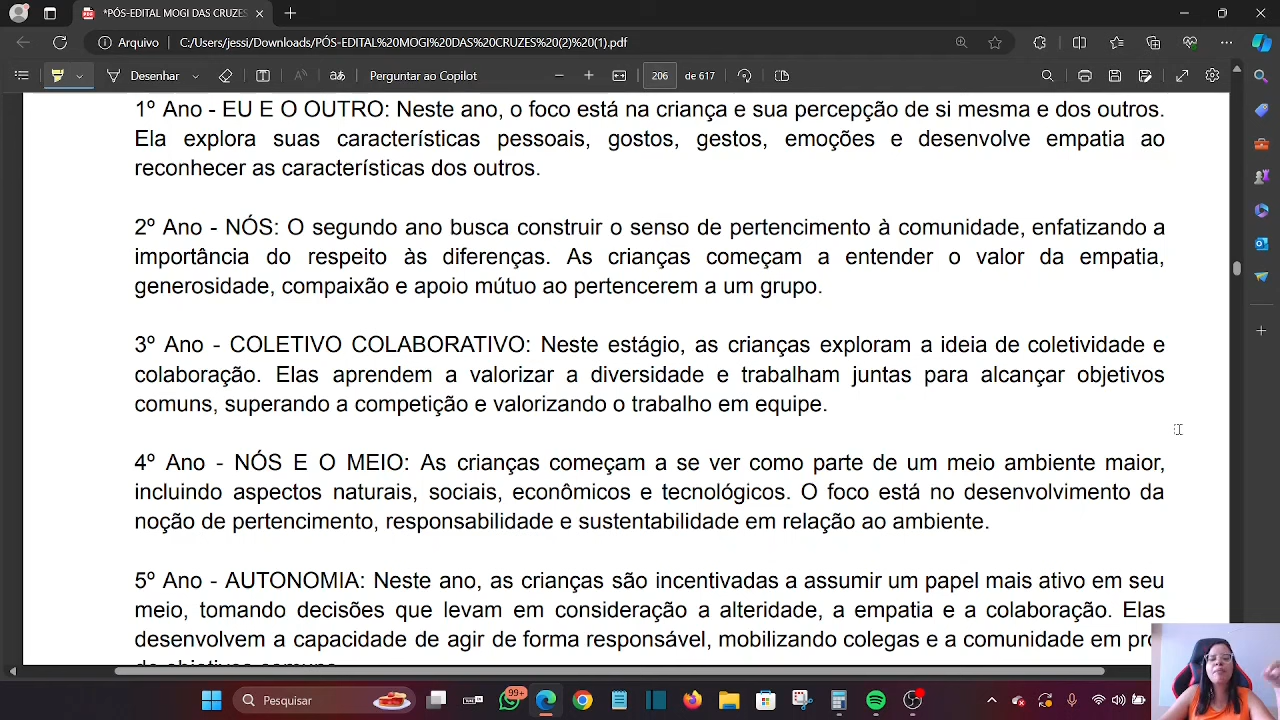 *PÓS-EDITAL MOGI DAS CRUZES
Arquivo C:/Users/jessi/Downloads/PÓS-EDITAL%20MOGI%20DAS%20CRUZES%20(2)%20(1).pdf
Desenhar Perguntar ao Copilot 206 de 617
1º Ano - EU E O OUTRO: Neste ano, o foco está na criança e sua percepção de si mesma e dos outros.
Ela explora suas características pessoais, gostos, gestos, emoções e desenvolve empatia ao
reconhecer as características dos outros.
2º Ano - NÓS: O segundo ano busca construir o senso de pertencimento à comunidade, enfatizando a
importância do respeito às diferenças. As crianças começam a entender o valor da empatia,
generosidade, compaixão e apoio mútuo ao pertencerem a um grupo.
3º Ano - COLETIVO COLABORATIVO: Neste estágio, as crianças exploram a ideia de coletividade e
colaboração. Elas aprendem a valorizar a diversidade e trabalham juntas para alcançar objetivos
comuns, superando a competição e valorizando o trabalho em equipe.
4º Ano - NÓS E O MEIO: As crianças começam a se ver como parte de um meio ambiente maior,
incluindo aspectos naturais, sociais, econômicos e tecnológicos. O foco está no desenvolvimento da
noção de pertencimento, responsabilidade e sustentabilidade em relação ao ambiente.
5º Ano - AUTONOMIA: Neste ano, as crianças são incentivadas a assumir um papel mais ativo em seu
meio, tomando decisões que levam em consideração a alteridade, a empatia e a colaboração. Elas
desenvolvem a capacidade de agir de forma responsável, mobilizando colegas e a comunidade em pro
de objetivos comuns
Pesquisar 99+